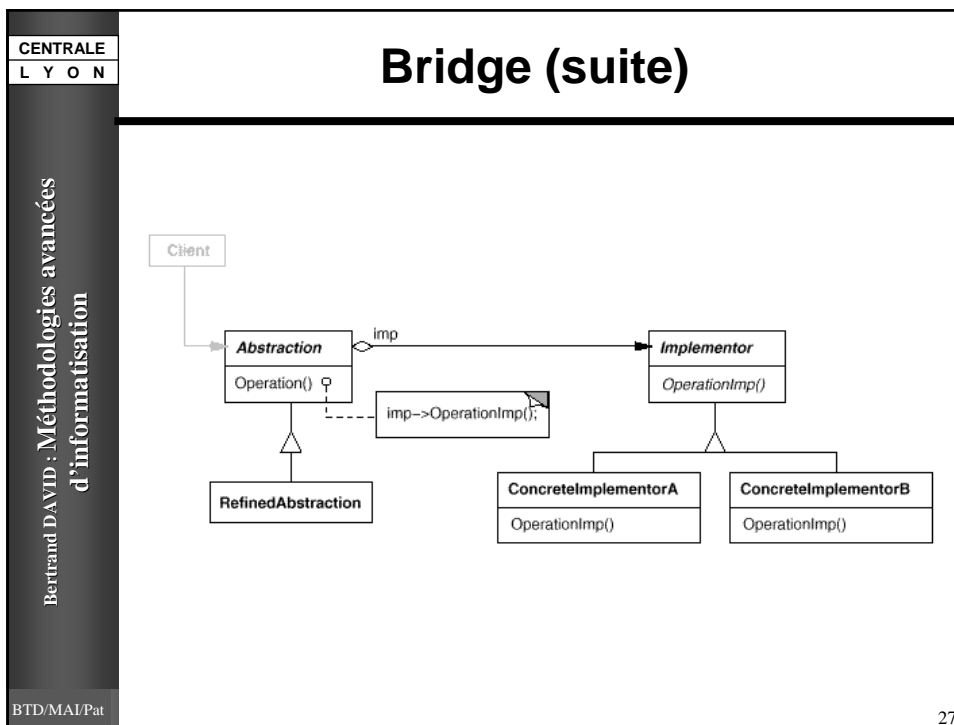 CENTRALE
L Y O N
Bridge (suite)
Bertrand DAVID : Méthodologies avancées
d'informatisation
Client
Abstraction
imp
Implementor
Operation()
OperationImp()
imp->OperationImp();
RefinedAbstraction
ConcreteImplementorA
ConcreteImplementorB
OperationImp()
OperationImp()
BTD/MAI/Pat
27